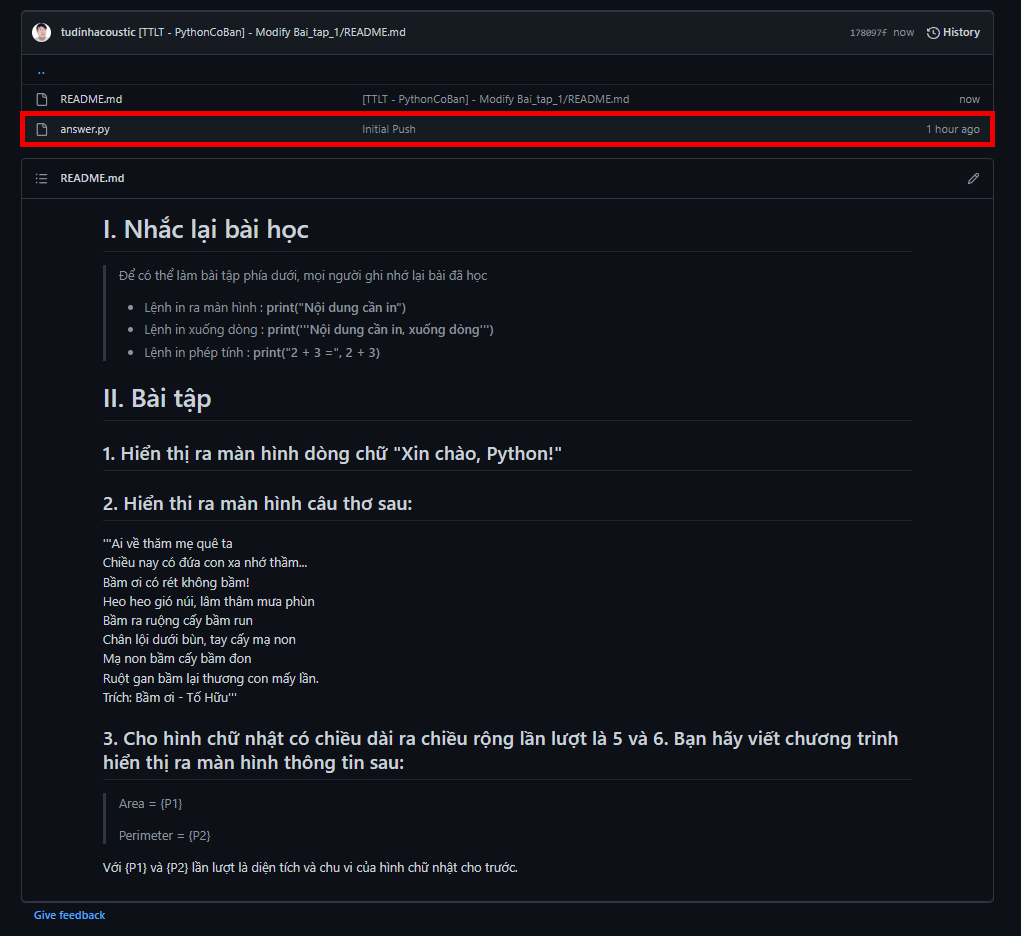 tudinhacoustic [TTLT - PythonCoBan] - Modify Bai_tap_1/README.md 178097f now History
..
README.md [TTLT - PythonCoBan] - Modify Bai_tap_1/README.md now
answer.py Initial Push 1 hour ago
README.md
I. Nhắc lại bài học
Để có thể làm bài tập phía dưới, mọi người ghi nhớ lại bài đã học
• Lệnh in ra màn hình : print("Nội dung cần in")
• Lệnh in xuống dòng : print('''Nội dung cần in, xuống dòng''')
• Lệnh in phép tính : print("2 + 3 =", 2 + 3)
II. Bài tập
1. Hiển thị ra màn hình dòng chữ "Xin chào, Python!"
2. Hiển thi ra màn hình câu thơ sau:
'''Ai về thăm mẹ quê ta
Chiều nay có đứa con xa nhớ thầm...
Bầm ơi có rét không bầm!
Heo heo gió núi, lâm thâm mưa phùn
Bầm ra ruộng cấy bầm run
Chân lội dưới bùn, tay cấy mạ non
Mạ non bầm cấy bầm đon
Ruột gan bầm lại thương con mấy lần.
Trích: Bầm ơi - Tố Hữu'''
3. Cho hình chữ nhật có chiều dài ra chiều rộng lần lượt là 5 và 6. Bạn hãy viết chương trình
hiển thị ra màn hình thông tin sau:
Area = {P1}
Perimeter = {P2}
Với {P1} và {P2} lần lượt là diện tích và chu vi của hình chữ nhật cho trước.
Give feedback